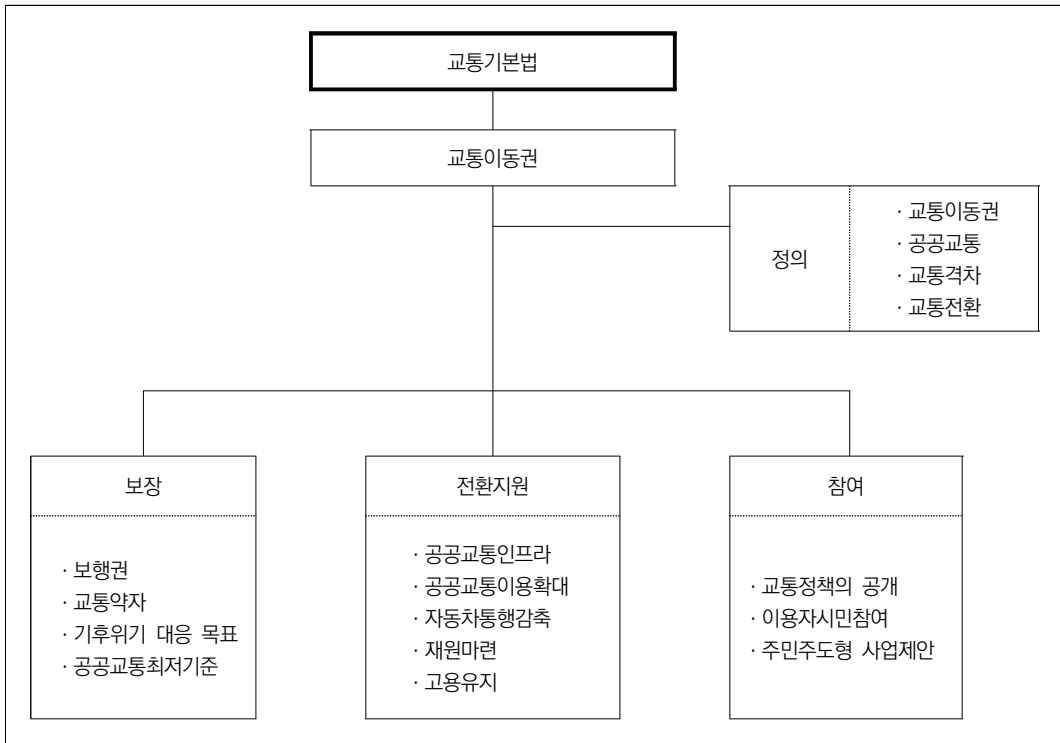 교통기본법
교통이동권
정의
· 교통이동권
· 공공교통
· 교통격차
· 교통전환
보장
· 보행권
· 교통약자
· 기후위기 대응 목표
· 공공교통최저기준
전환지원
· 공공교통인프라
· 공공교통이용확대
· 자동차통행감축
· 재원마련
· 고용유지
참여
· 교통정책의 공개
· 이용자시민참여
· 주민주도형 사업제안